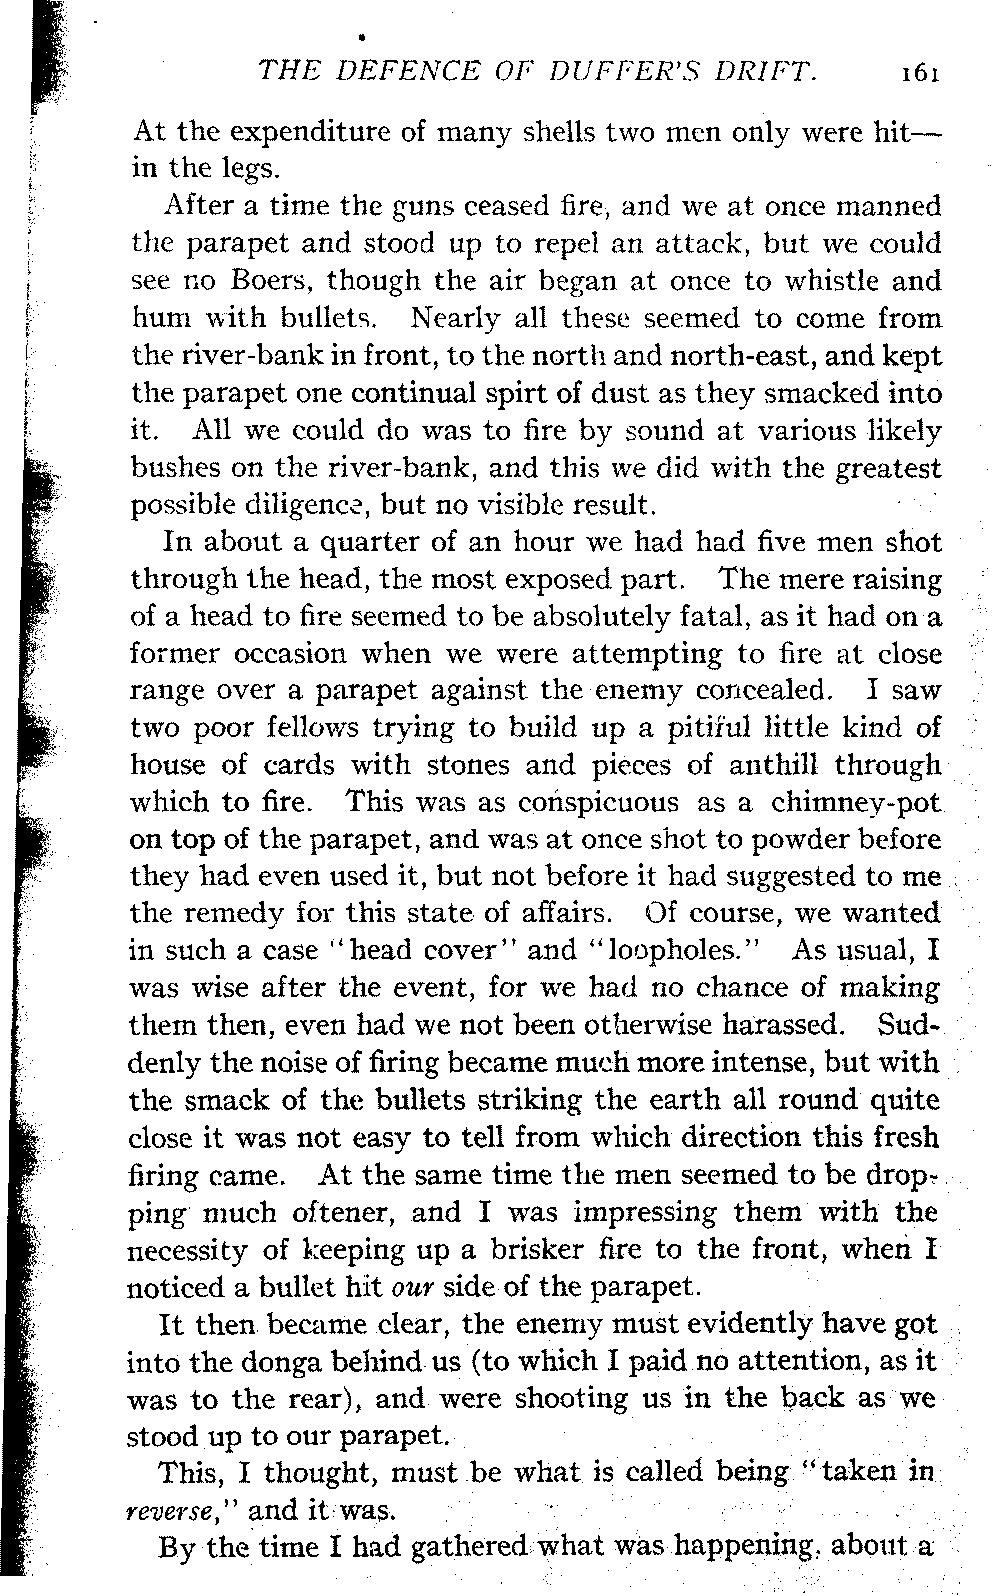 THE DEFENCE OF DUFFER'S DRIFT. 161
At the expenditure of many shells two men only were hit—
in the legs.
After a time the guns ceased fire, and we at once manned
the parapet and stood up to repel an attack, but we could
see no Boers, though the air began at once to whistle and
hum with bullets. Nearly all these seemed to come from
the river-bank in front, to the north and north-east, and kept
the parapet one continual spirt of dust as they smacked into
it. All we could do was to fire by sound at various likely
bushes on the river-bank, and this we did with the greatest
possible diligence, but no visible result.
In about a quarter of an hour we had had five men shot
through the head, the most exposed part. The mere raising
of a head to fire seemed to be absolutely fatal, as it had on a
former occasion when we were attempting to fire at close
range over a parapet against the enemy concealed. I saw
two poor fellows trying to build up a pitiful little kind of
house of cards with stones and pieces of anthill through
which to fire. This was as conspicuous as a chimney-pot
on top of the parapet, and was at once shot to powder before
they had even used it, but not before it had suggested to me
the remedy for this state of affairs. Of course, we wanted
in such a case "head cover" and "loopholes." As usual, I
was wise after the event, for we had no chance of making
them then, even had we not been otherwise harassed. Sud-
denly the noise of firing became much more intense, but with
the smack of the bullets striking the earth all round quite
close it was not easy to tell from which direction this fresh
firing came. At the same time the men seemed to be drop-
ping much oftener, and I was impressing them with the
necessity of keeping up a brisker fire to the front, when I
noticed a bullet hit our side of the parapet.
It then became clear, the enemy must evidently have got
into the donga behind us (to which I paid no attention, as it
was to the rear), and were shooting us in the back as we
stood up to our parapet.
This, I thought, must be what is called being "taken in
reverse," and it was.
By the time I had gathered what was happening, about a